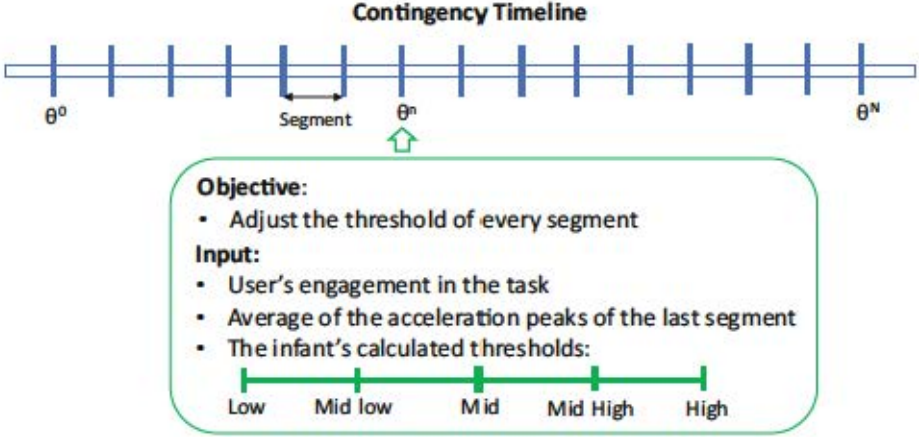 Contingency Timeline
θ⁰ Segment θⁿ θᴺ
Objective:
• Adjust the threshold of every segment
Input:
• User's engagement in the task
• Average of the acceleration peaks of the last segment
• The infant's calculated thresholds:
Low Mid low Mid Mid High High